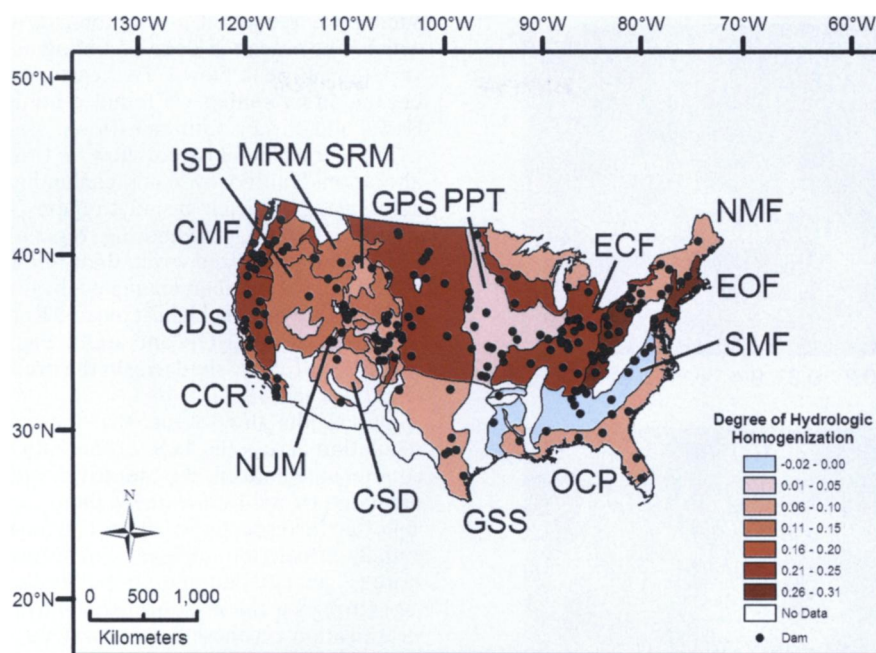 130°W 120°W 110°W 100°W 90°W 80°W 70°W 60°W
50°N
ISD MRM SRM
GPS PPT NMF
40°N
CMF ECF
EOF
CDS
SMF
CCR
30°N
NUM
CSD OCP
GSS
Degree of Hydrologic
Homogenization
-0.02 - 0.00
0.01 - 0.05
0.06 - 0.10
0.11 - 0.15
0.16 - 0.20
0.21 - 0.25
0.26 - 0.31
No Data
Dam
N
20°N
0 500 1,000
Kilometers